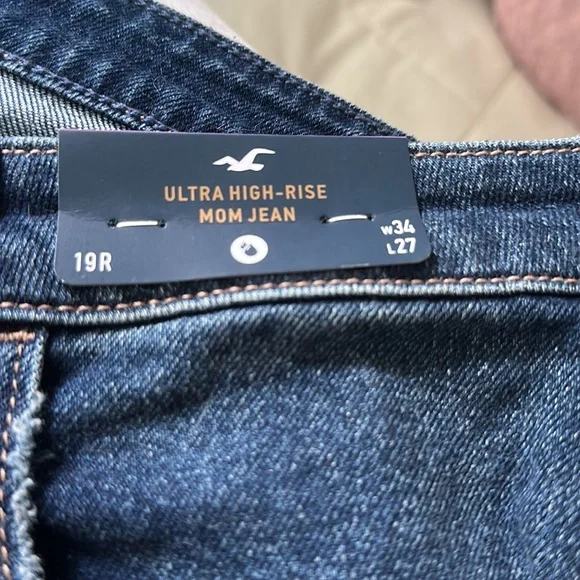 ULTRA HIGH-RISE
MOM JEAN
19R
W34
L27